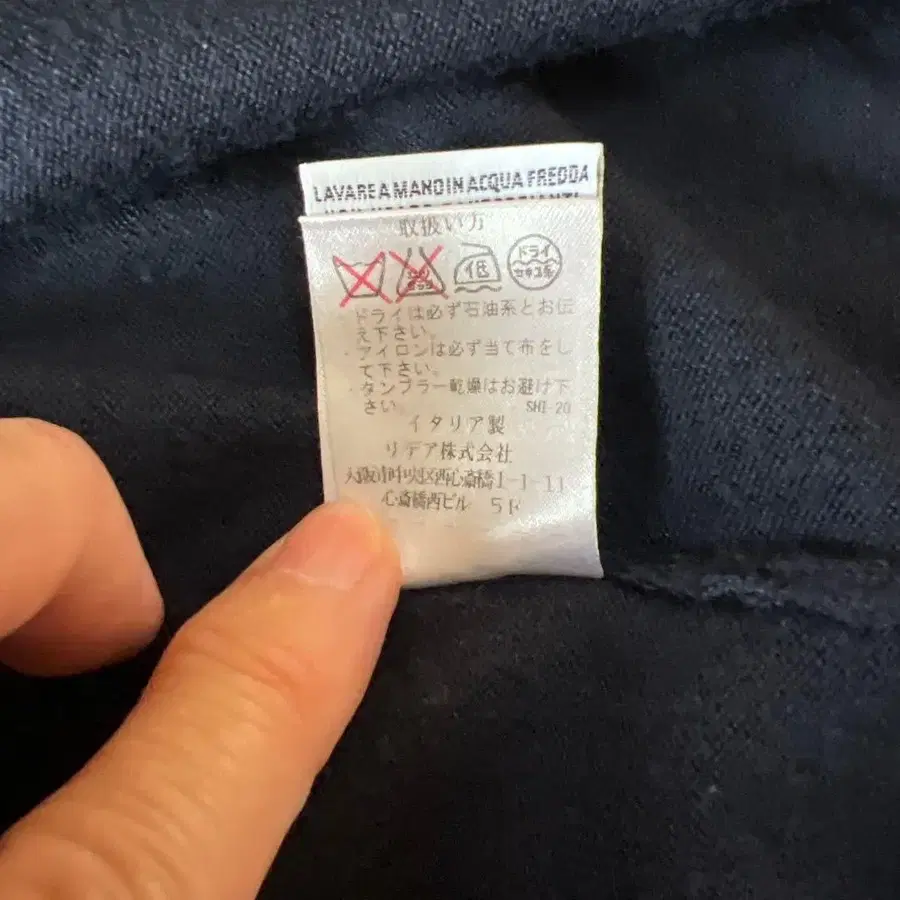 LAVARE A MANO IN ACQUA FREDDA
取扱い方
低 ドライ セキユ系
・ドライは必ず石油系とお伝
え下さい。
・アイロンは必ず当て布をし
て下さい。
・タンブラー乾燥はお避け下
さい。 SHI-20
イタリア製
リデア株式会社
大阪市中央区西心斎橋1-1-11
心斎橋西ビル 5F